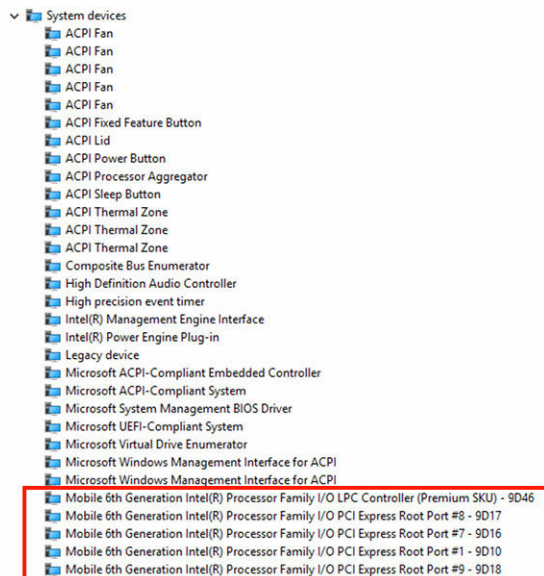 System devices
ACPI Fan
ACPI Fan
ACPI Fan
ACPI Fan
ACPI Fan
ACPI Fixed Feature Button
ACPI Lid
ACPI Power Button
ACPI Processor Aggregator
ACPI Sleep Button
ACPI Thermal Zone
ACPI Thermal Zone
ACPI Thermal Zone
Composite Bus Enumerator
High Definition Audio Controller
High precision event timer
Intel(R) Management Engine Interface
Intel(R) Power Engine Plug-in
Legacy device
Microsoft ACPI-Compliant Embedded Controller
Microsoft ACPI-Compliant System
Microsoft System Management BIOS Driver
Microsoft UEFI-Compliant System
Microsoft Virtual Drive Enumerator
Microsoft Windows Management Interface for ACPI
Microsoft Windows Management Interface for ACPI
Mobile 6th Generation Intel(R) Processor Family I/O LPC Controller (Premium SKU) - 9D46
Mobile 6th Generation Intel(R) Processor Family I/O PCI Express Root Port #8 - 9D17
Mobile 6th Generation Intel(R) Processor Family I/O PCI Express Root Port #7 - 9D16
Mobile 6th Generation Intel(R) Processor Family I/O PCI Express Root Port #1 - 9D10
Mobile 6th Generation Intel(R) Processor Family I/O PCI Express Root Port #9 - 9D18